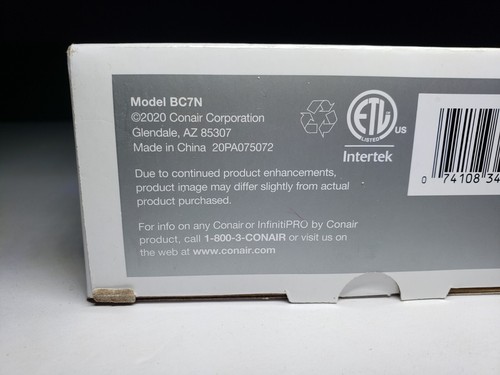 Model BC7N
©2020 Conair Corporation
Glendale, AZ 85307
Made in China 20PA075072
Due to continued product enhancements,
product image may differ slightly from actual
product purchased.
For info on any Conair or InfinitiPRO by Conair
product, call 1-800-3-CONAIR or visit us on
the web at www.conair.com
ETL
LISTED
US
Intertek
0 74108 34